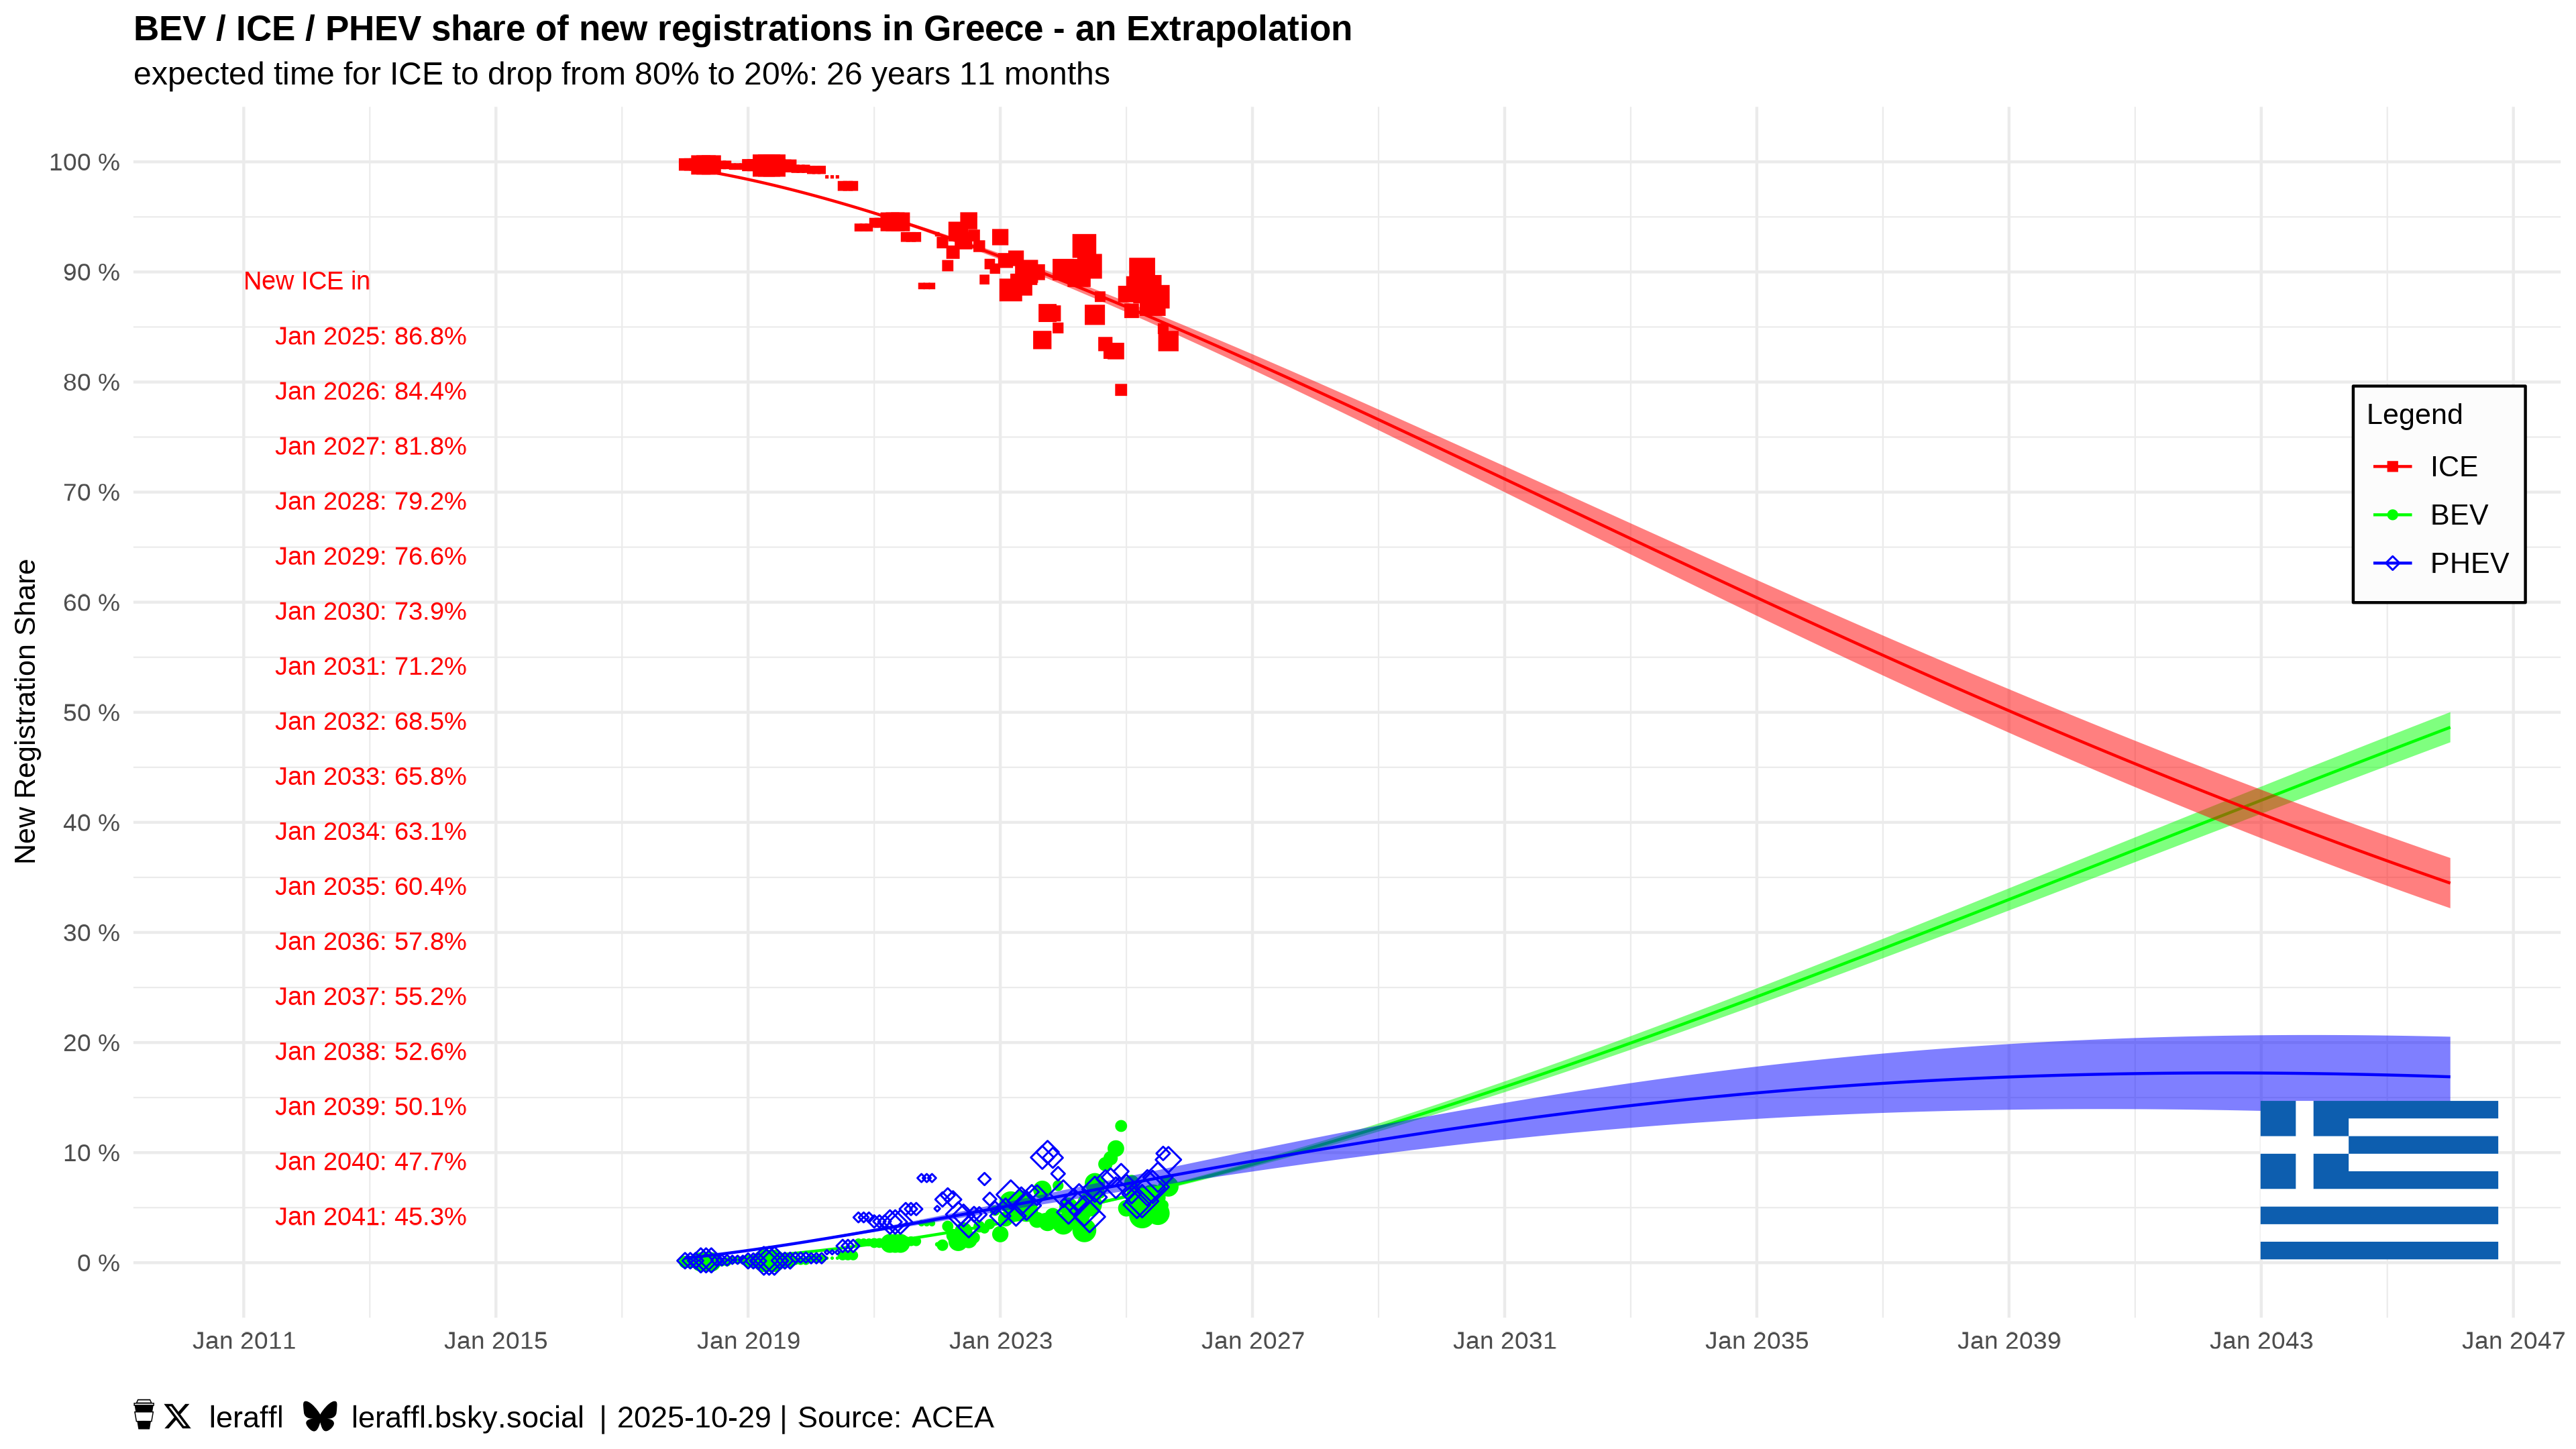 BEV / ICE / PHEV share of new registrations in Greece - an Extrapolation
expected time for ICE to drop from 80% to 20%: 26 years 11 months
New Registration Share
100 %
90 %
80 %
70 %
60 %
50 %
40 %
30 %
20 %
10 %
0 %
New ICE in
Jan 2025: 86.8%
Jan 2026: 84.4%
Jan 2027: 81.8%
Jan 2028: 79.2%
Jan 2029: 76.6%
Jan 2030: 73.9%
Jan 2031: 71.2%
Jan 2032: 68.5%
Jan 2033: 65.8%
Jan 2034: 63.1%
Jan 2035: 60.4%
Jan 2036: 57.8%
Jan 2037: 55.2%
Jan 2038: 52.6%
Jan 2039: 50.1%
Jan 2040: 47.7%
Jan 2041: 45.3%
Legend
ICE
BEV
PHEV
Jan 2011 Jan 2015 Jan 2019 Jan 2023 Jan 2027 Jan 2031 Jan 2035 Jan 2039 Jan 2043 Jan 2047
leraffl leraffl.bsky.social | 2025-10-29 | Source: ACEA